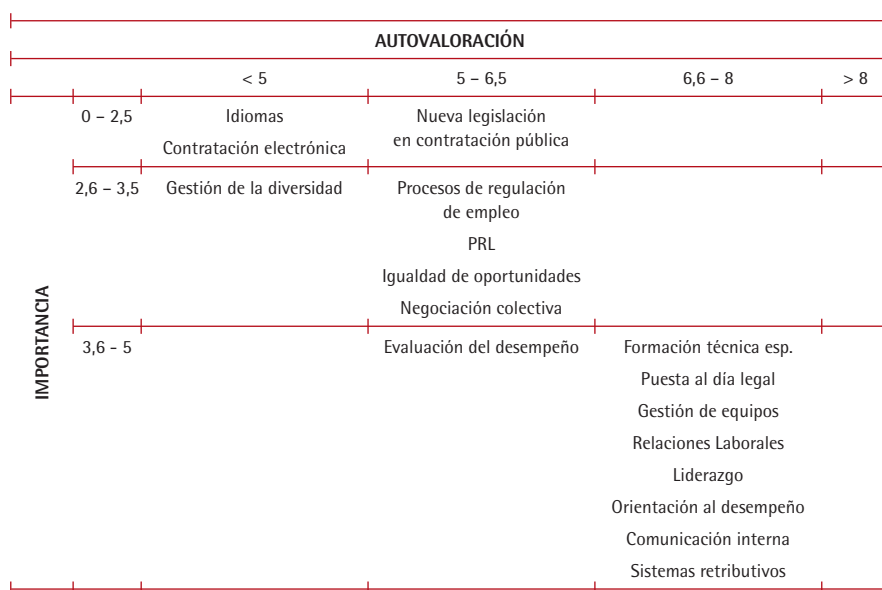 AUTOVALORACIÓN
< 5
5 – 6,5
6,6 – 8
> 8
IMPORTANCIA
0 – 2,5
Idiomas
Contratación electrónica
Nueva legislación
en contratación pública
2,6 – 3,5
Gestión de la diversidad
Procesos de regulación
de empleo
PRL
Igualdad de oportunidades
Negociación colectiva
3,6 - 5
Evaluación del desempeño
Formación técnica esp.
Puesta al día legal
Gestión de equipos
Relaciones Laborales
Liderazgo
Orientación al desempeño
Comunicación interna
Sistemas retributivos